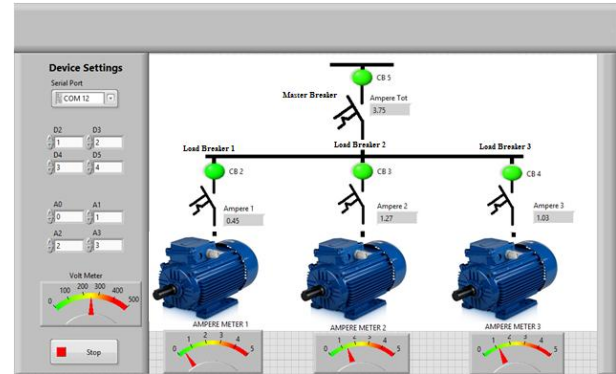 Device Settings
Serial Port
COM 12
D2 D3
1 2
D4 D5
3 4
A0 A1
0 1
A2 A3
2 3
Volt Meter
0 100 200 300 400 500
Stop
CB 5
Master Breaker
Ampere Tot
3.75
Load Breaker 1
Load Breaker 2
Load Breaker 3
CB 2
CB 3
CB 4
Ampere 1
0.45
Ampere 2
1.27
Ampere 3
1.03
AMPERE METER 1
0 1 2 3 4 5
AMPERE METER 2
0 1 2 3 4 5
AMPERE METER 3
0 1 2 3 4 5